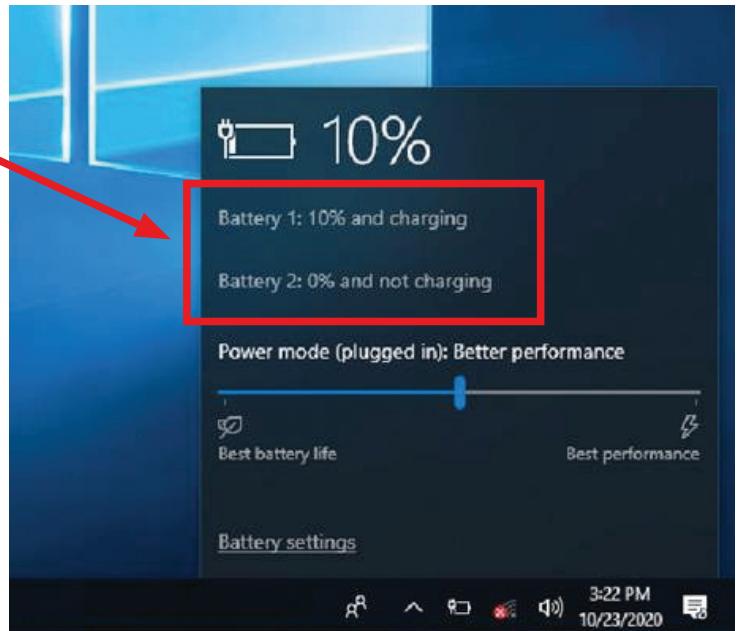 10%
Battery 1: 10% and charging
Battery 2: 0% and not charging
Power mode (plugged in): Better performance
Best battery life
Best performance
Battery settings
3:22 PM
10/23/2020